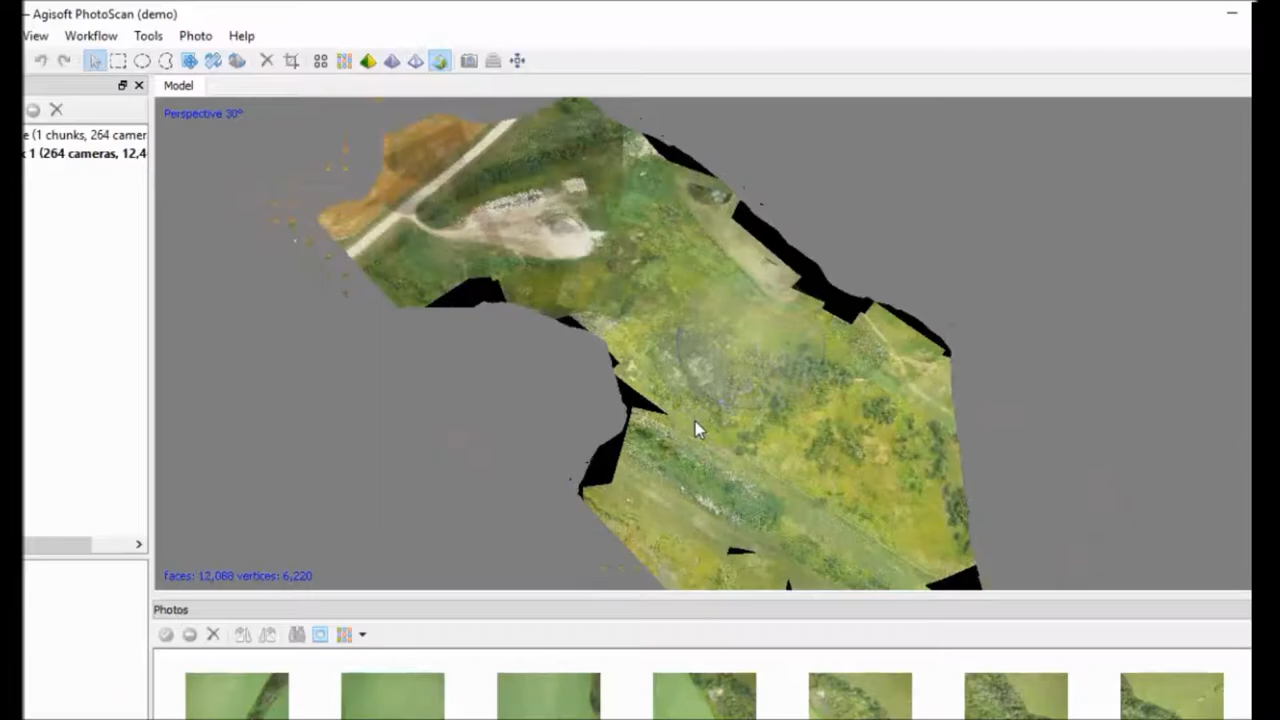 – Agisoft PhotoScan (demo)
View Workflow Tools Photo Help
Model
Perspective 30°
e (1 chunks, 264 camer
k 1 (264 cameras, 12,4
faces: 12,088 vertices: 6,220
Photos